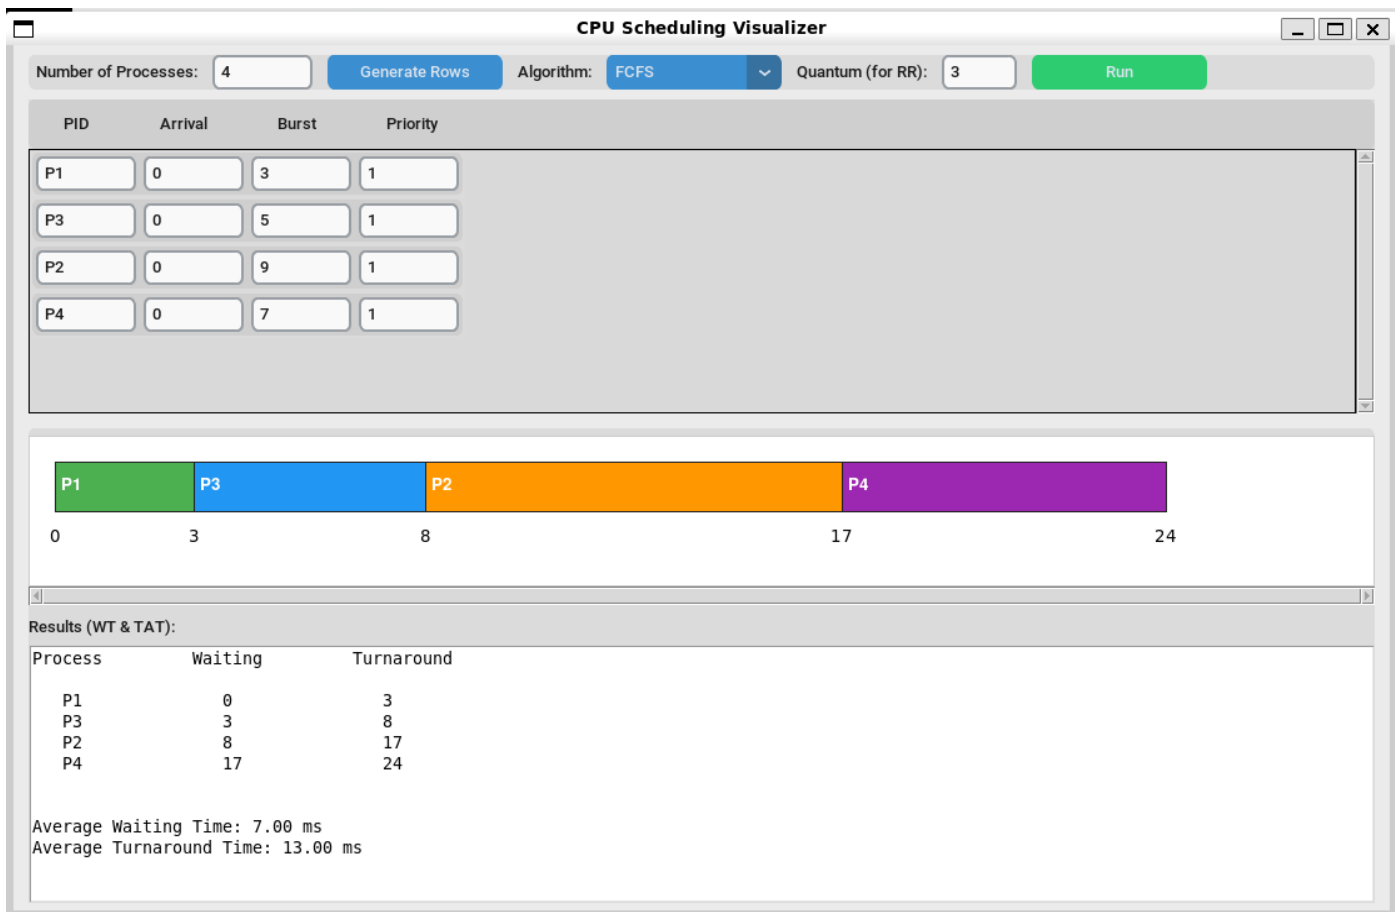 CPU Scheduling Visualizer
Number of Processes: 4 Generate Rows Algorithm: FCFS Quantum (for RR): 3 Run
PID Arrival Burst Priority
P1 0 3 1
P3 0 5 1
P2 0 9 1
P4 0 7 1
P1 P3 P2 P4
0 3 8 17 24
Results (WT & TAT):
Process Waiting Turnaround
P1 0 3
P3 3 8
P2 8 17
P4 17 24
Average Waiting Time: 7.00 ms
Average Turnaround Time: 13.00 ms